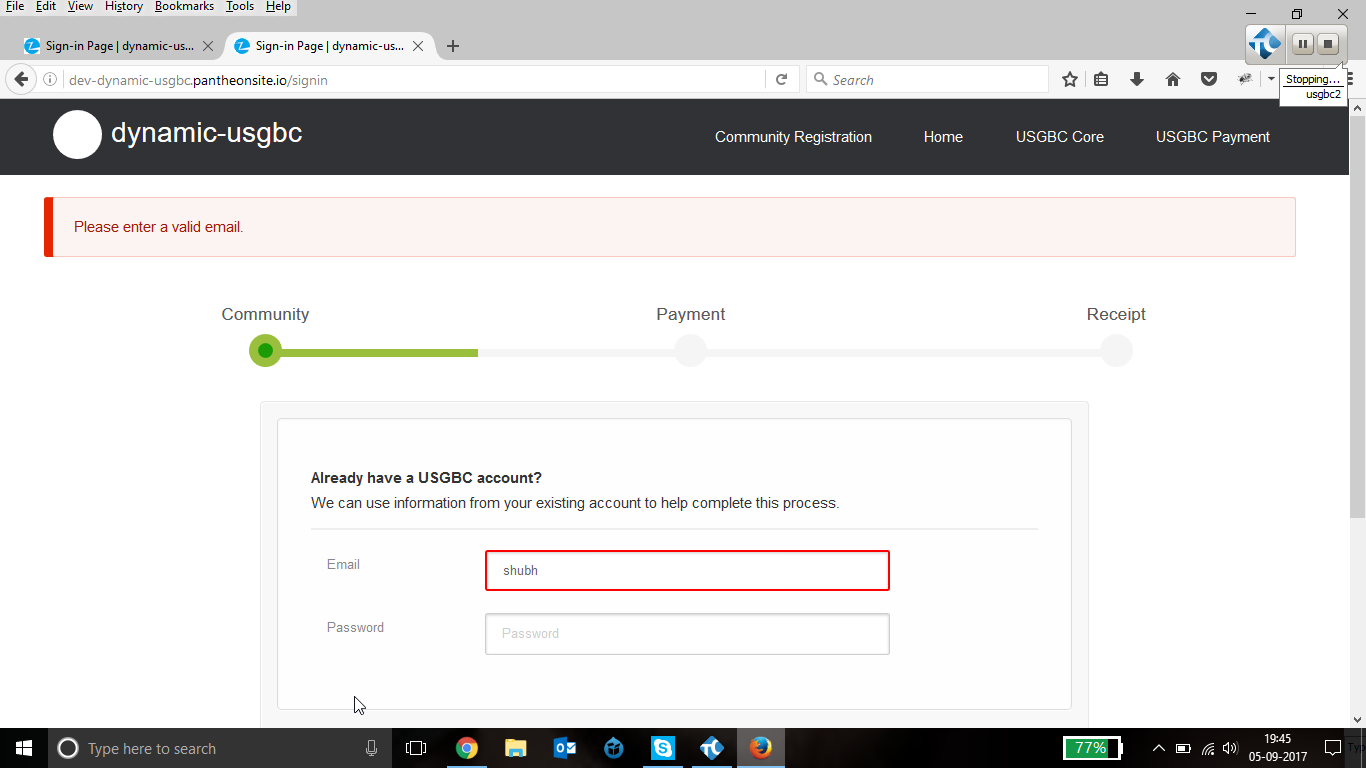 File Edit View History Bookmarks Tools Help
Sign-in Page | dynamic-us...
Sign-in Page | dynamic-us...
dev-dynamic-usgbc.pantheonsite.io/signin
Search
Stopping...
usgbc2
dynamic-usgbc
Community Registration
Home
USGBC Core
USGBC Payment
Please enter a valid email.
Community
Payment
Receipt
Already have a USGBC account?
We can use information from your existing account to help complete this process.
Email
shubh
Password
Password
Type here to search
77%
19:45
05-09-2017